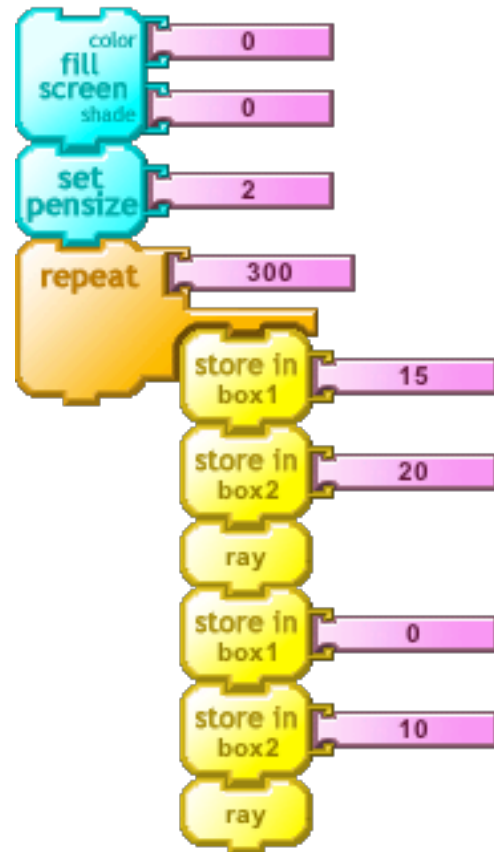 color
0
fill
screen
shade
0
set
pensize
2
repeat
300
store in
box1
15
store in
box2
20
ray
store in
box1
0
store in
box2
10
ray